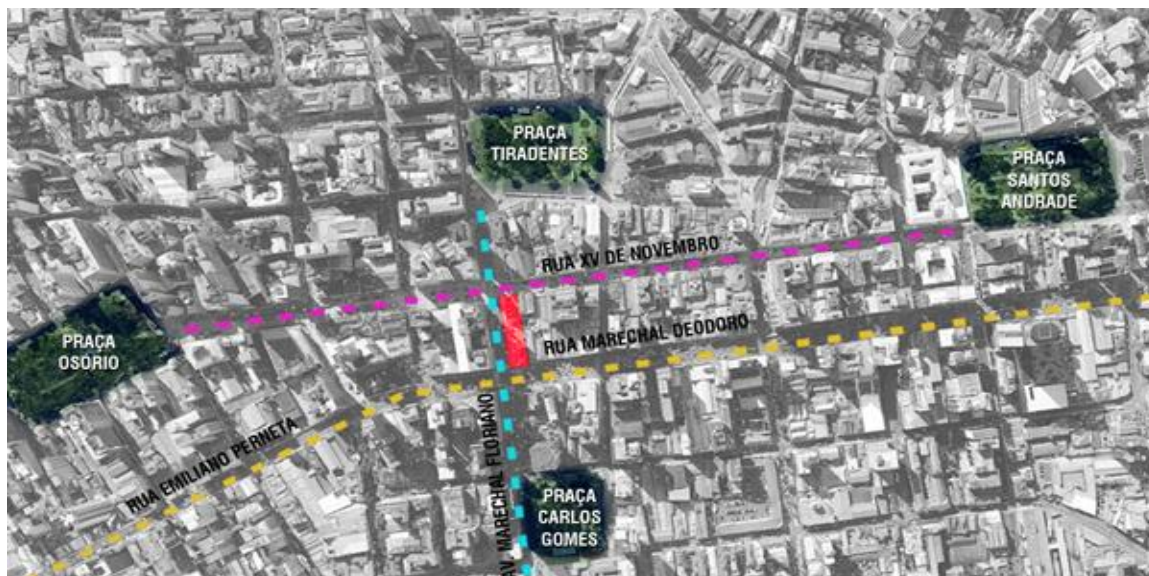 PRAÇA
TIRADENTES
PRAÇA
SANTOS
ANDRADE
RUA XV DE NOVEMBRO
PRAÇA
OSÓRIO
RUA MARECHAL DEODORO
RUA EMILIANO PERNETA
AV MARECHAL FLORIANO
PRAÇA
CARLOS
GOMES